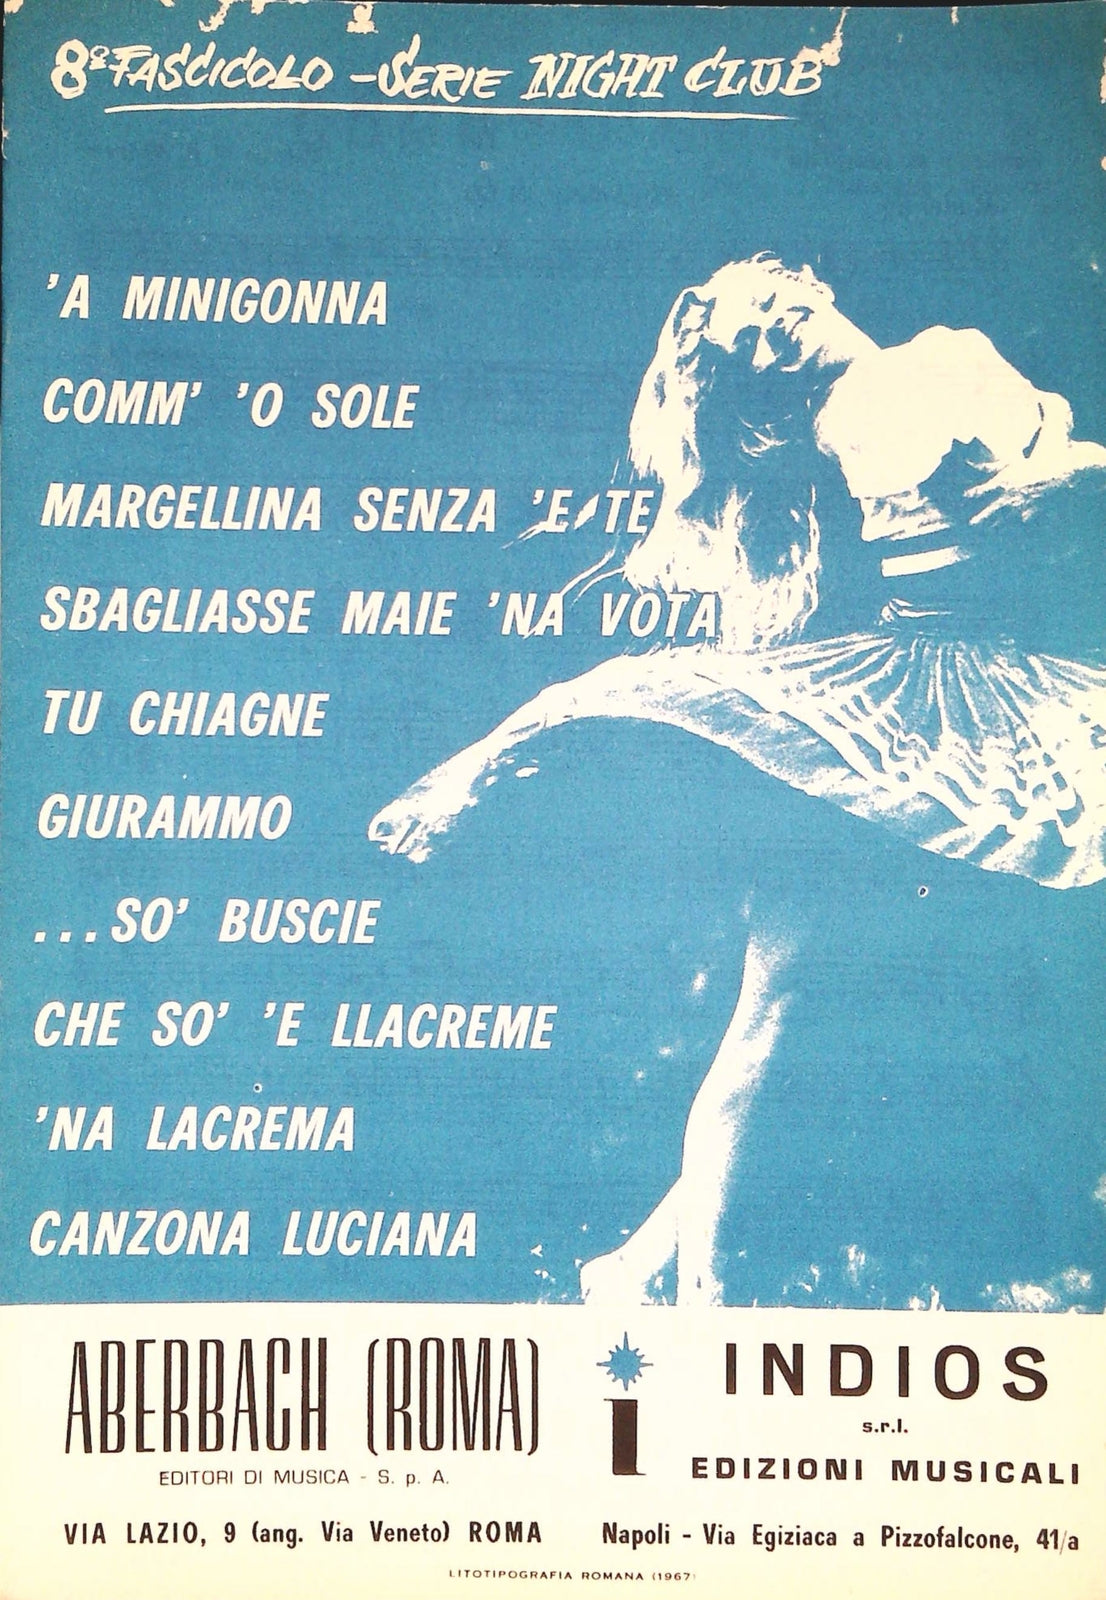 8º FASCICOLO - SERIE NIGHT CLUB
'A MINIGONNA
COMM' 'O SOLE
MARGELLINA SENZA 'E TE
SBAGLIASSE MAIE 'NA VOTA
TU CHIAGNE
GIURAMMO
...SO' BUSCIE
CHE SO' 'E LLACREME
'NA LACREMA
CANZONA LUCIANA
ABERBACH (ROMA)
EDITORI DI MUSICA - S. p. A.
VIA LAZIO, 9 (ang. Via Veneto) ROMA
i INDIOS
s.r.l.
EDIZIONI MUSICALI
Napoli - Via Egiziaca a Pizzofalcone, 41/a
LITOTIPOGRAFIA ROMANA (1967)